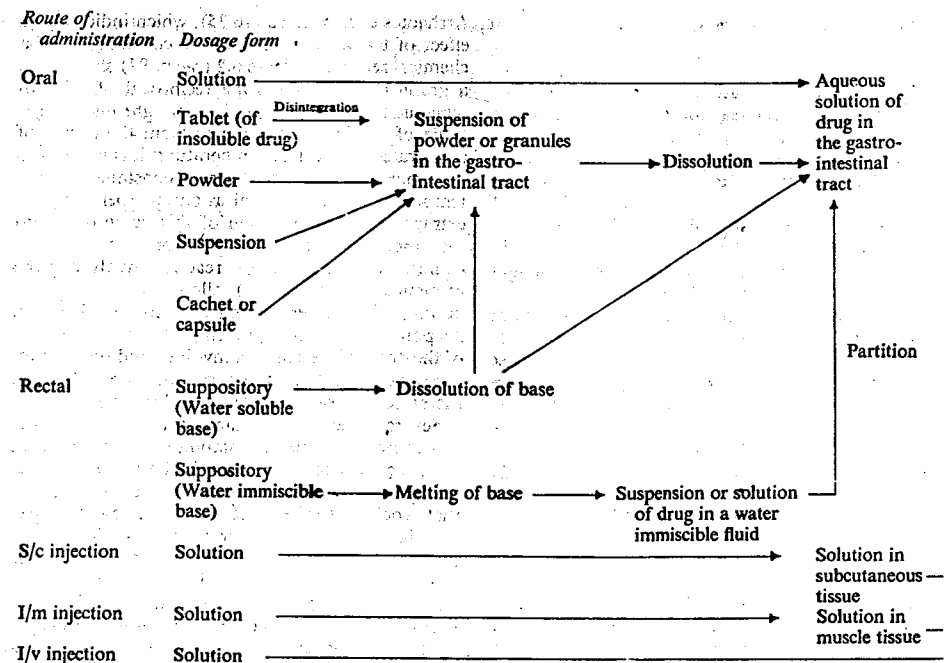 Route of
administration Dosage form
Oral
Solution
Aqueous
solution of
drug in
the gastro-
intestinal
tract
Tablet (of
insoluble drug)
Disintegration
Suspension of
powder or granules
in the gastro-
Intestinal tract
Dissolution
Powder
Suspension
Cachet or
capsule
Partition
Rectal
Suppository
(Water soluble
base)
Dissolution of base
Suppository
(Water immiscible
base)
Melting of base
Suspension or solution
of drug in a water
immiscible fluid
S/c injection
Solution
Solution in
subcutaneous
tissue
I/m injection
Solution
Solution in
muscle tissue
I/v injection
Solution